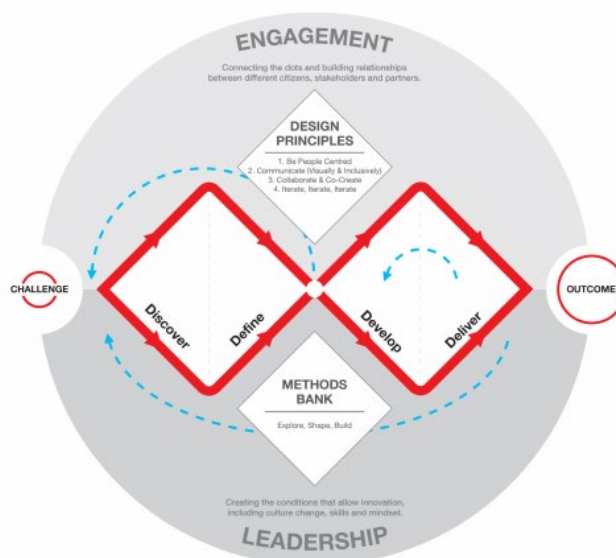 ENGAGEMENT
Connecting the dots and building relationships
between different citizens, stakeholders and partners.
DESIGN
PRINCIPLES
1. Be People Centred
2. Communicate (Visually & Inclusively)
3. Collaborate & Co-Create
4. Iterate, Iterate, Iterate
CHALLENGE
OUTCOME
Discover
Define
Develop
Deliver
METHODS
BANK
Explore, Shape, Build
Creating the conditions that allow innovation,
including culture change, skills and mindset.
LEADERSHIP